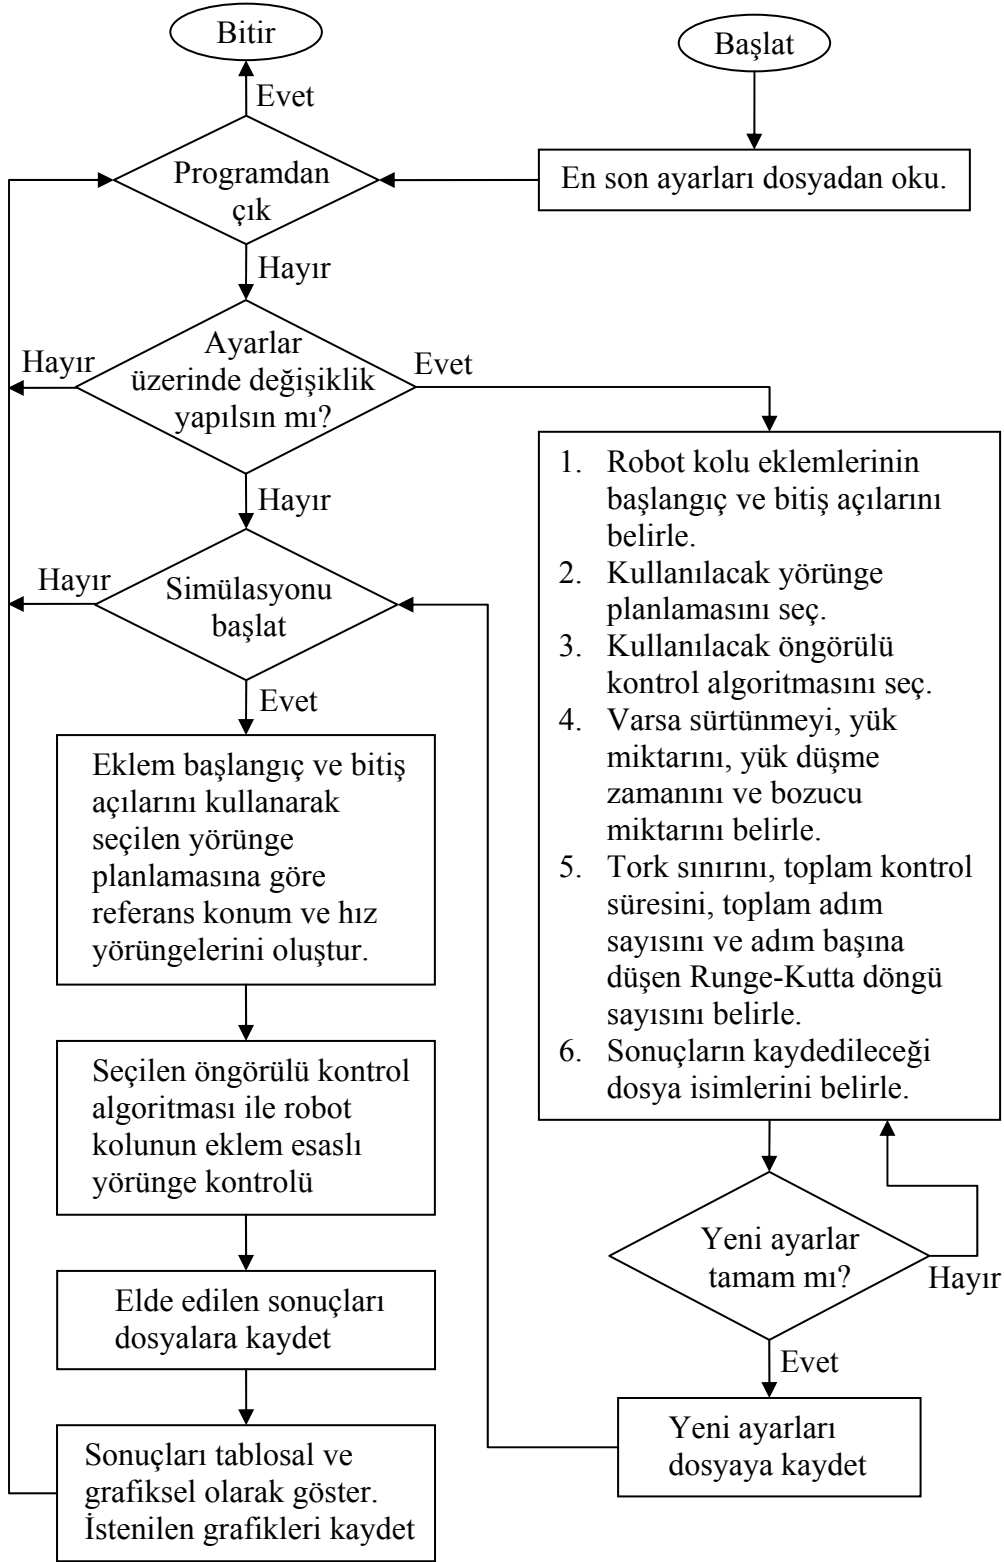 Bitir
Başlat
Evet
Programdan
çık
En son ayarları dosyadan oku.
Hayır
Ayarlar
üzerinde değişiklik
yapılsın mı?
Hayır
Evet
Hayır
Simülasyonu
başlat
Hayır
Evet
Eklem başlangıç ve bitiş
açılarını kullanarak
seçilen yörünge
planlamasına göre
referans konum ve hız
yörüngelerini oluştur.
Seçilen öngörülü kontrol
algoritması ile robot
kolunun eklem esaslı
yörünge kontrolü
Elde edilen sonuçları
dosyalara kaydet
Sonuçları tablosal ve
grafiksel olarak göster.
İstenilen grafikleri kaydet
1. Robot kolu eklemlerinin
başlangıç ve bitiş açılarını
belirle.
2. Kullanılacak yörünge
planlamasını seç.
3. Kullanılacak öngörülü
kontrol algoritmasını seç.
4. Varsa sürtünmeyi, yük
miktarını, yük düşme
zamanını ve bozucu
miktarını belirle.
5. Tork sınırını, toplam kontrol
süresini, toplam adım
sayısını ve adım başına
düşen Runge-Kutta döngü
sayısını belirle.
6. Sonuçların kaydedileceği
dosya isimlerini belirle.
Yeni ayarlar
tamam mı?
Hayır
Evet
Yeni ayarları
dosyaya kaydet